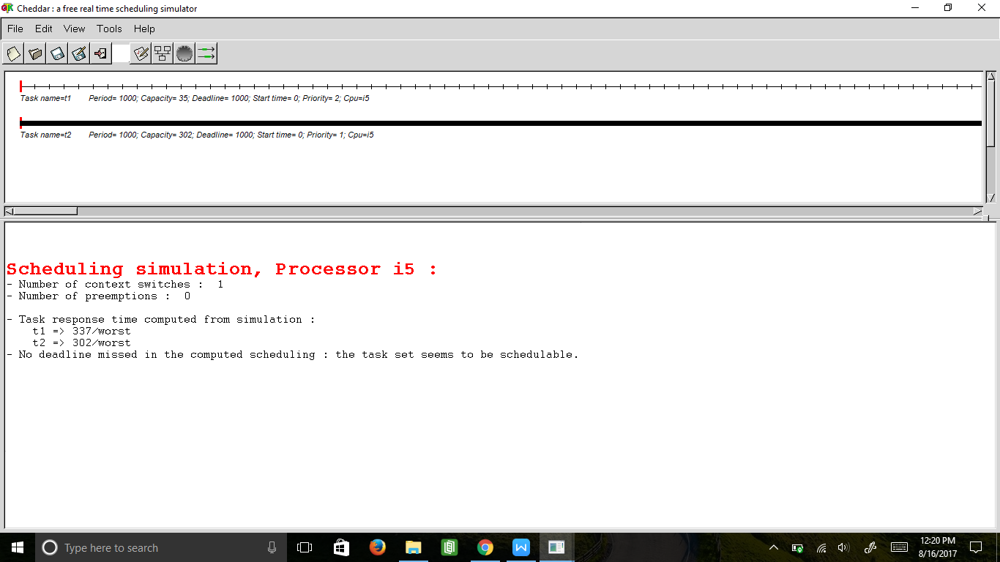 Cheddar : a free real time scheduling simulator
File Edit View Tools Help
Task name=t1 Period= 1000; Capacity= 35; Deadline= 1000; Start time= 0; Priority= 2; Cpu=i5
Task name=t2 Period= 1000; Capacity= 302; Deadline= 1000; Start time= 0; Priority= 1; Cpu=i5
Scheduling simulation, Processor i5 :
- Number of context switches : 1
- Number of preemptions : 0
- Task response time computed from simulation :
t1 => 337/worst
t2 => 302/worst
- No deadline missed in the computed scheduling : the task set seems to be schedulable.
Type here to search
12:20 PM
8/16/2017